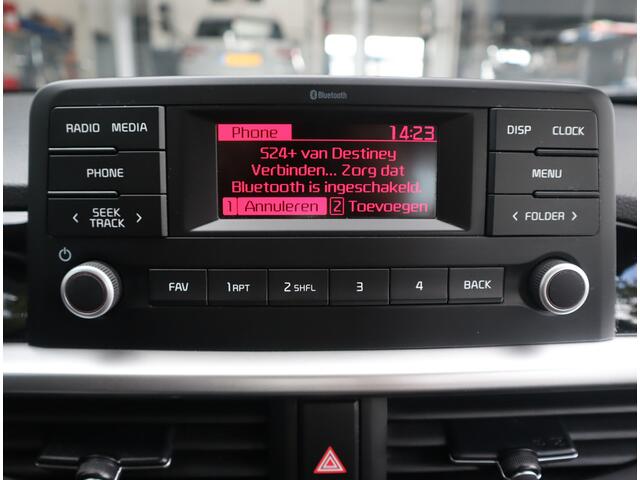 Bluetooth
RADIO MEDIA
PHONE
< SEEK TRACK >
Phone 14:23
S24+ van Destiney
Verbinden... Zorg dat
Bluetooth is ingeschakeld.
1 Annuleren 2 Toevoegen
DISP CLOCK
MENU
< FOLDER >
FAV 1 RPT 2 SHFL 3 4 BACK